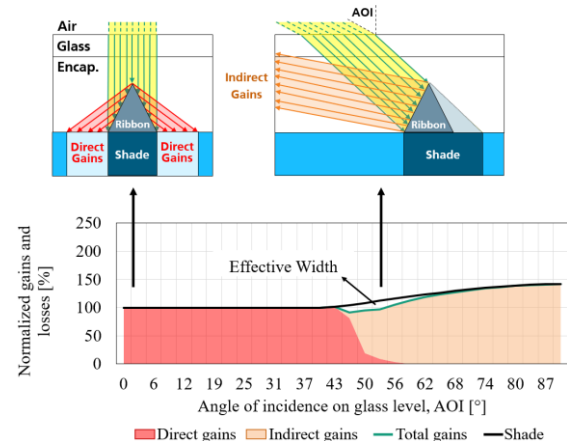 AOI
Air
Glass
Encap.
Ribbon
Direct
Gains
Shade
Direct
Gains
Indirect
Gains
Ribbon
Shade
Normalized gains and
losses [%]
250
200
150
100
50
0
Effective Width
0 6 12 19 25 31 37 43 50 56 62 68 74 80 87
Angle of incidence on glass level, AOI [°]
Direct gains Indirect gains Total gains Shade